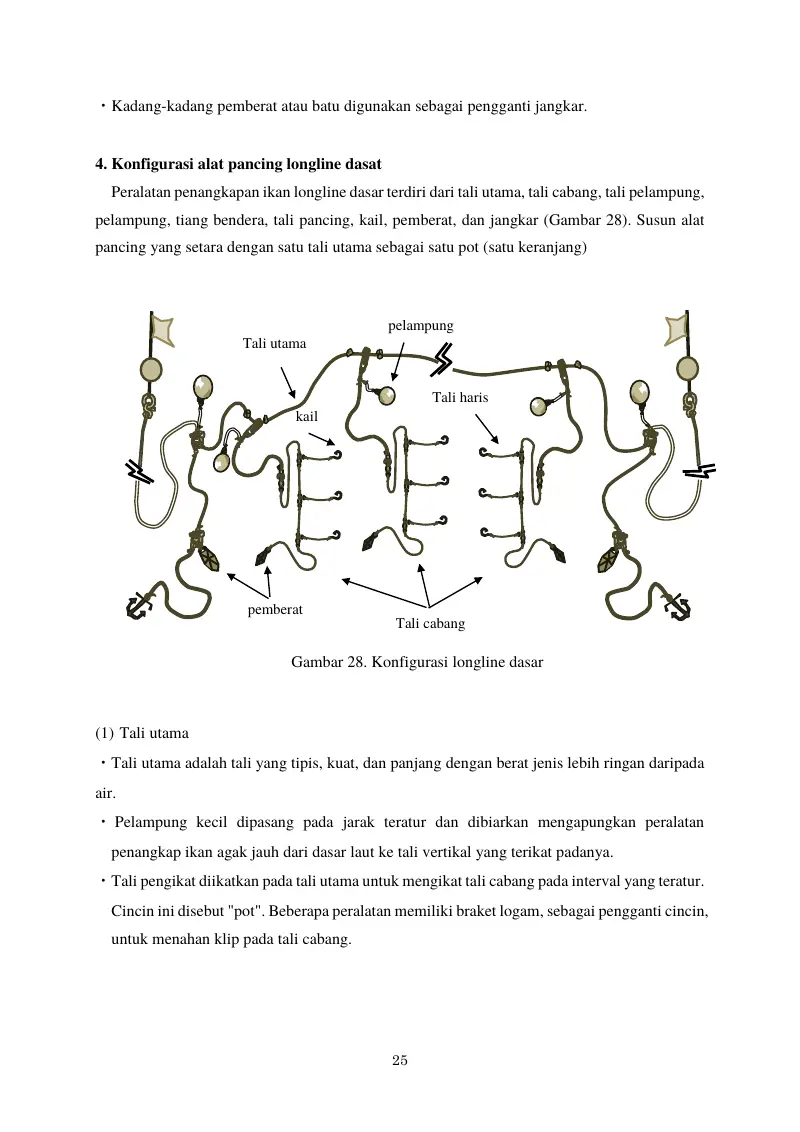 ・Kadang-kadang pemberat atau batu digunakan sebagai pengganti jangkar.
4. Konfigurasi alat pancing longline dasat
Peralatan penangkapan ikan longline dasar terdiri dari tali utama, tali cabang, tali pelampung,
pelampung, tiang bendera, tali pancing, kail, pemberat, dan jangkar (Gambar 28). Susun alat
pancing yang setara dengan satu tali utama sebagai satu pot (satu keranjang)
pelampung
Tali utama
Tali haris
kail
pemberat
Tali cabang
Gambar 28. Konfigurasi longline dasar
(1) Tali utama
・Tali utama adalah tali yang tipis, kuat, dan panjang dengan berat jenis lebih ringan daripada
air.
・Pelampung kecil dipasang pada jarak teratur dan dibiarkan mengapungkan peralatan
penangkap ikan agak jauh dari dasar laut ke tali vertikal yang terikat padanya.
・Tali pengikat diikatkan pada tali utama untuk mengikat tali cabang pada interval yang teratur.
Cincin ini disebut "pot". Beberapa peralatan memiliki braket logam, sebagai pengganti cincin,
untuk menahan klip pada tali cabang.
25